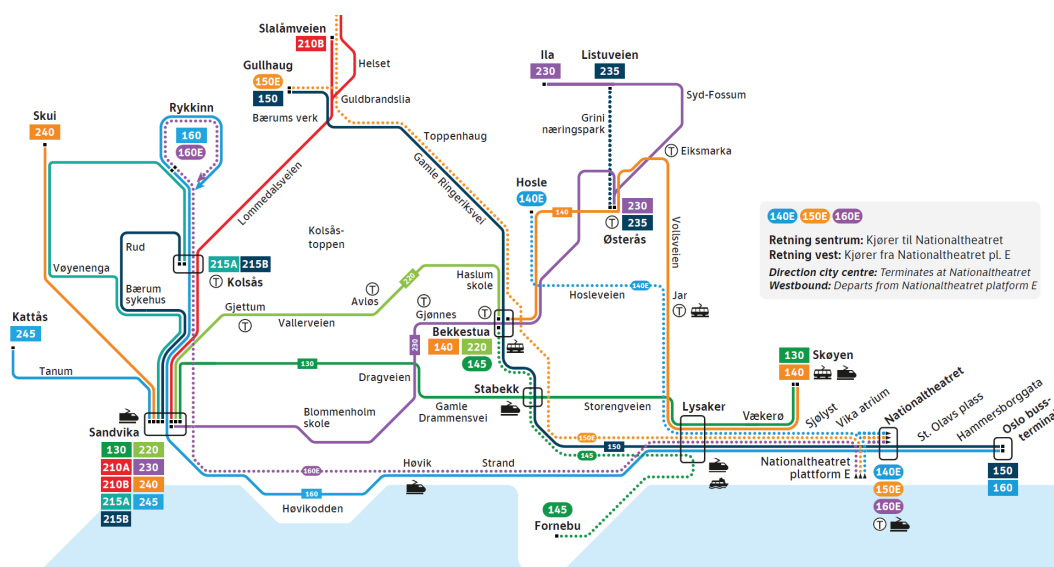 Slalåmveien
210B
Helset
Gullhaug
150E
150
Guldbrandslia
Bærums verk
Ila
230
Listuveien
235
Syd-Fossum
Grini
næringspark
Toppenhaug
Gamle Ringeriksvei
T Eiksmarka
Skui
240
Rykkinn
160
160E
Lommedalsveien
Hosle
140E
140
230
235
T
Østerås
Vollsveien
140E 150E 160E
Retning sentrum: Kjører til Nationaltheatret
Retning vest: Kjører fra Nationaltheatret pl. E
Direction city centre: Terminates at Nationaltheatret
Westbound: Departs from Nationaltheatret platform E
Kolsås-
toppen
Rud
Vøyenenga
215A 215B
T Kolsås
Bærum
sykehus
220
Haslum
skole
140E
Hosleveien
Avløs
T
T
Gjønnes
T
Jar
T
Kattås
245
Gjettum
T
Vallerveien
Bekkestua
140 220
145
230
Tanum
130
Dragveien
Stabekk
130 Skøyen
140
Gamle
Drammensvei
Storengveien
Lysaker
Vækerø
Sjølyst
Vika atrium
Nationaltheatret
St. Olavs plass
Hammersborggata
Oslo buss-
terminal
Blommenholm
skole
Sandvika
130 220
210A 230
210B 240
215A 245
215B
150E
150
145
160E
Høvik
Strand
160
Høvikodden
Nationaltheatret
plattform E
140E
150E
160E
T
150
160
145
Fornebu